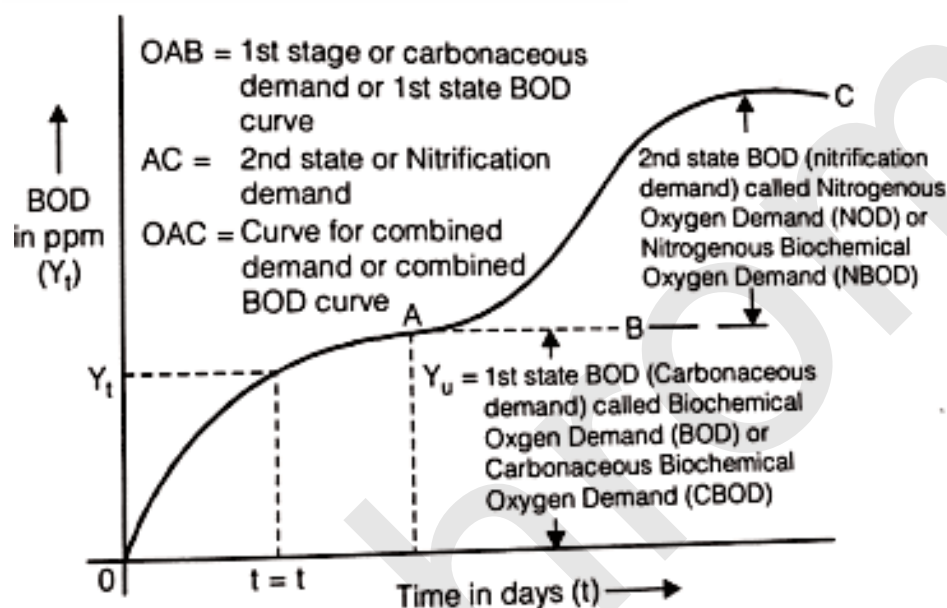 OAB = 1st stage or carbonaceous
demand or 1st state BOD
curve
AC = 2nd state or Nitrification
demand
OAC = Curve for combined
demand or combined
BOD curve
BOD
in ppm
(Yt)
C
2nd state BOD (nitrification
demand) called Nitrogenous
Oxygen Demand (NOD) or
Nitrogenous Biochemical
Oxygen Demand (NBOD)
A
B
Yt
Yu = 1st state BOD (Carbonaceous
demand) called Biochemical
Oxgen Demand (BOD) or
Carbonaceous Biochemical
Oxygen Demand (CBOD)
0
t = t
Time in days (t)